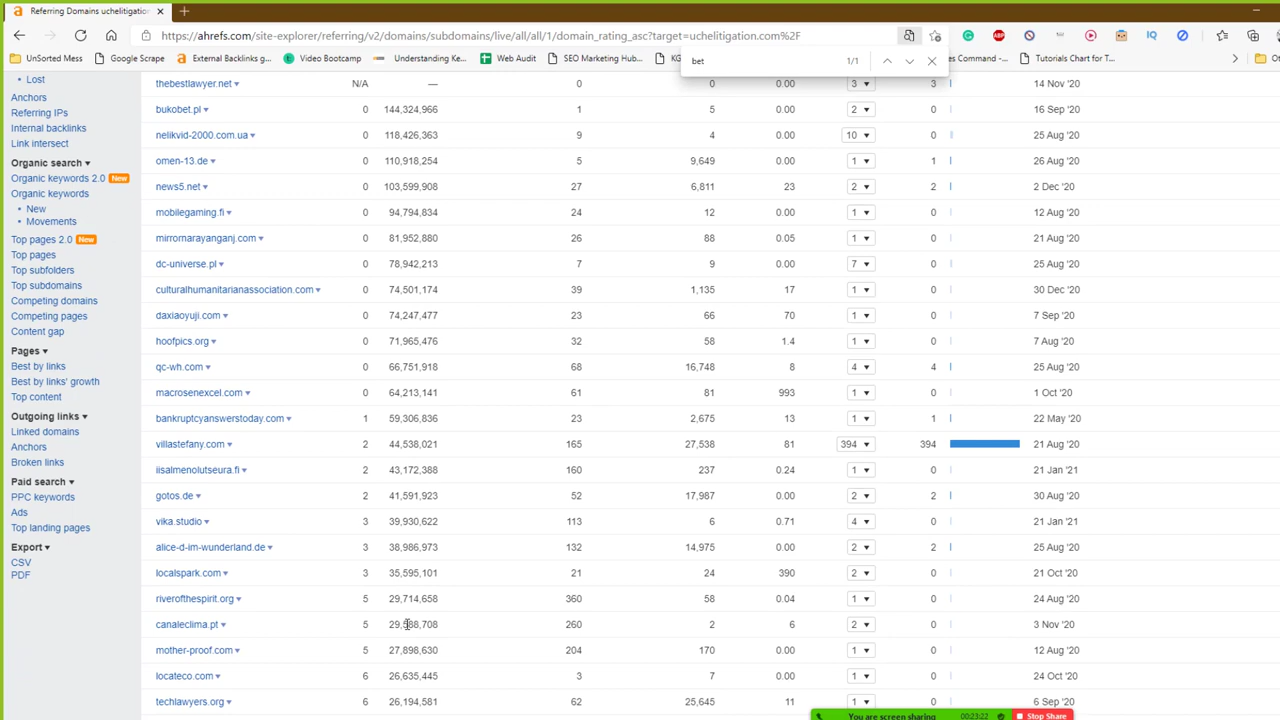 Referring Domains uchelitigation
https://ahrefs.com/site-explorer/referring/v2/domains/subdomains/live/all/all/1/domain_rating_asc?target=uchelitigation.com%2F
UnSorted Mess Google Scrape External Backlinks g... Video Bootcamp Understanding Ke... Web Audit SEO Marketing Hub... KG s Command -... Tutorials Chart for T... Ot
bet 1/1
Lost
Anchors
Referring IPs
Internal backlinks
Link intersect
Organic search
Organic keywords 2.0 New
Organic keywords
New
Movements
Top pages 2.0 New
Top pages
Top subfolders
Top subdomains
Competing domains
Competing pages
Content gap
Pages
Best by links
Best by links' growth
Top content
Outgoing links
Linked domains
Anchors
Broken links
Paid search
PPC keywords
Ads
Top landing pages
Export
CSV
PDF
thebestlawyer.net N/A — 0 0 0.00 3 3 14 Nov '20
bukobet.pl 0 144,324,966 1 5 0.00 2 0 16 Sep '20
nelikvid-2000.com.ua 0 118,426,363 9 4 0.00 10 0 25 Aug '20
omen-13.de 0 110,918,254 5 9,649 0.00 1 1 26 Aug '20
news5.net 0 103,599,908 27 6,811 23 2 2 2 Dec '20
mobilegaming.fi 0 94,794,834 24 12 0.00 1 0 12 Aug '20
mirrornarayanganj.com 0 81,952,880 26 88 0.05 1 0 21 Aug '20
dc-universe.pl 0 78,942,213 7 9 0.00 7 0 25 Aug '20
culturalhumanitarianassociation.com 0 74,501,174 39 1,135 17 1 0 30 Dec '20
daxiaoyuji.com 0 74,247,477 23 66 70 1 0 7 Sep '20
hoofpics.org 0 71,965,476 32 58 1.4 1 0 7 Aug '20
qc-wh.com 0 66,751,918 68 16,748 8 4 4 25 Aug '20
macrosenexcel.com 0 64,213,141 61 81 993 1 0 1 Oct '20
bankruptcyanswerstoday.com 1 59,306,836 23 2,675 13 1 1 22 May '20
villastefany.com 2 44,538,021 165 27,538 81 394 394 21 Aug '20
iisalmenolutseura.fi 2 43,172,388 160 237 0.24 1 0 21 Jan '21
gotos.de 2 41,591,923 52 17,987 0.00 2 2 30 Aug '20
vika.studio 3 39,930,622 113 6 0.71 4 0 21 Jan '21
alice-d-im-wunderland.de 3 38,986,973 132 14,975 0.00 2 2 25 Aug '20
localspark.com 3 35,595,101 21 24 390 2 0 21 Oct '20
riverofthespirit.org 5 29,714,658 360 58 0.04 1 0 24 Aug '20
canaleclima.pt 5 260 2 6 2 0 3 Nov '20
mother-proof.com 5 27,898,630 204 170 0.00 1 0 12 Aug '20
locateco.com 6 26,635,445 3 7 0.00 1 0 24 Oct '20
techlawyers.org 6 26,194,581 62 25,645 11 1 0 6 Sep '20
You are screen sharing 00:23:22 Stop Share